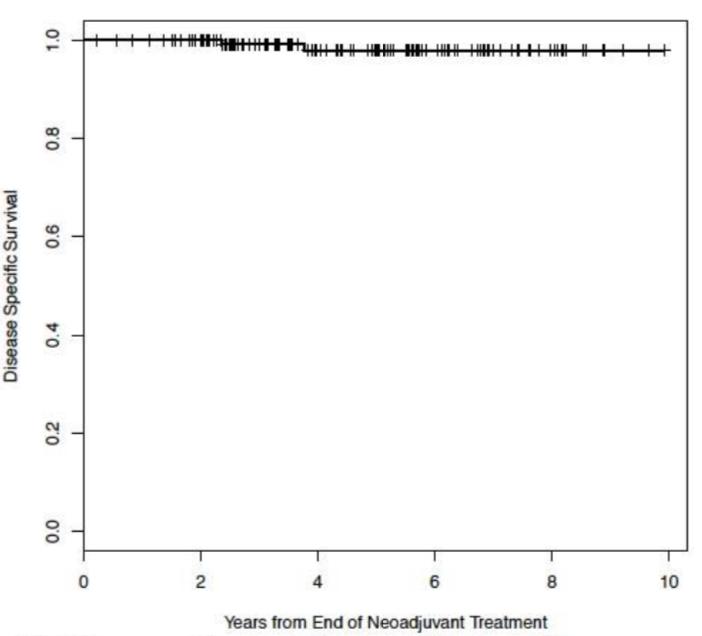 Disease Specific Survival
1.0
0.8
0.6
0.4
0.2
0.0
0 2 4 6 8 10
Years from End of Neoadjuvant Treatment